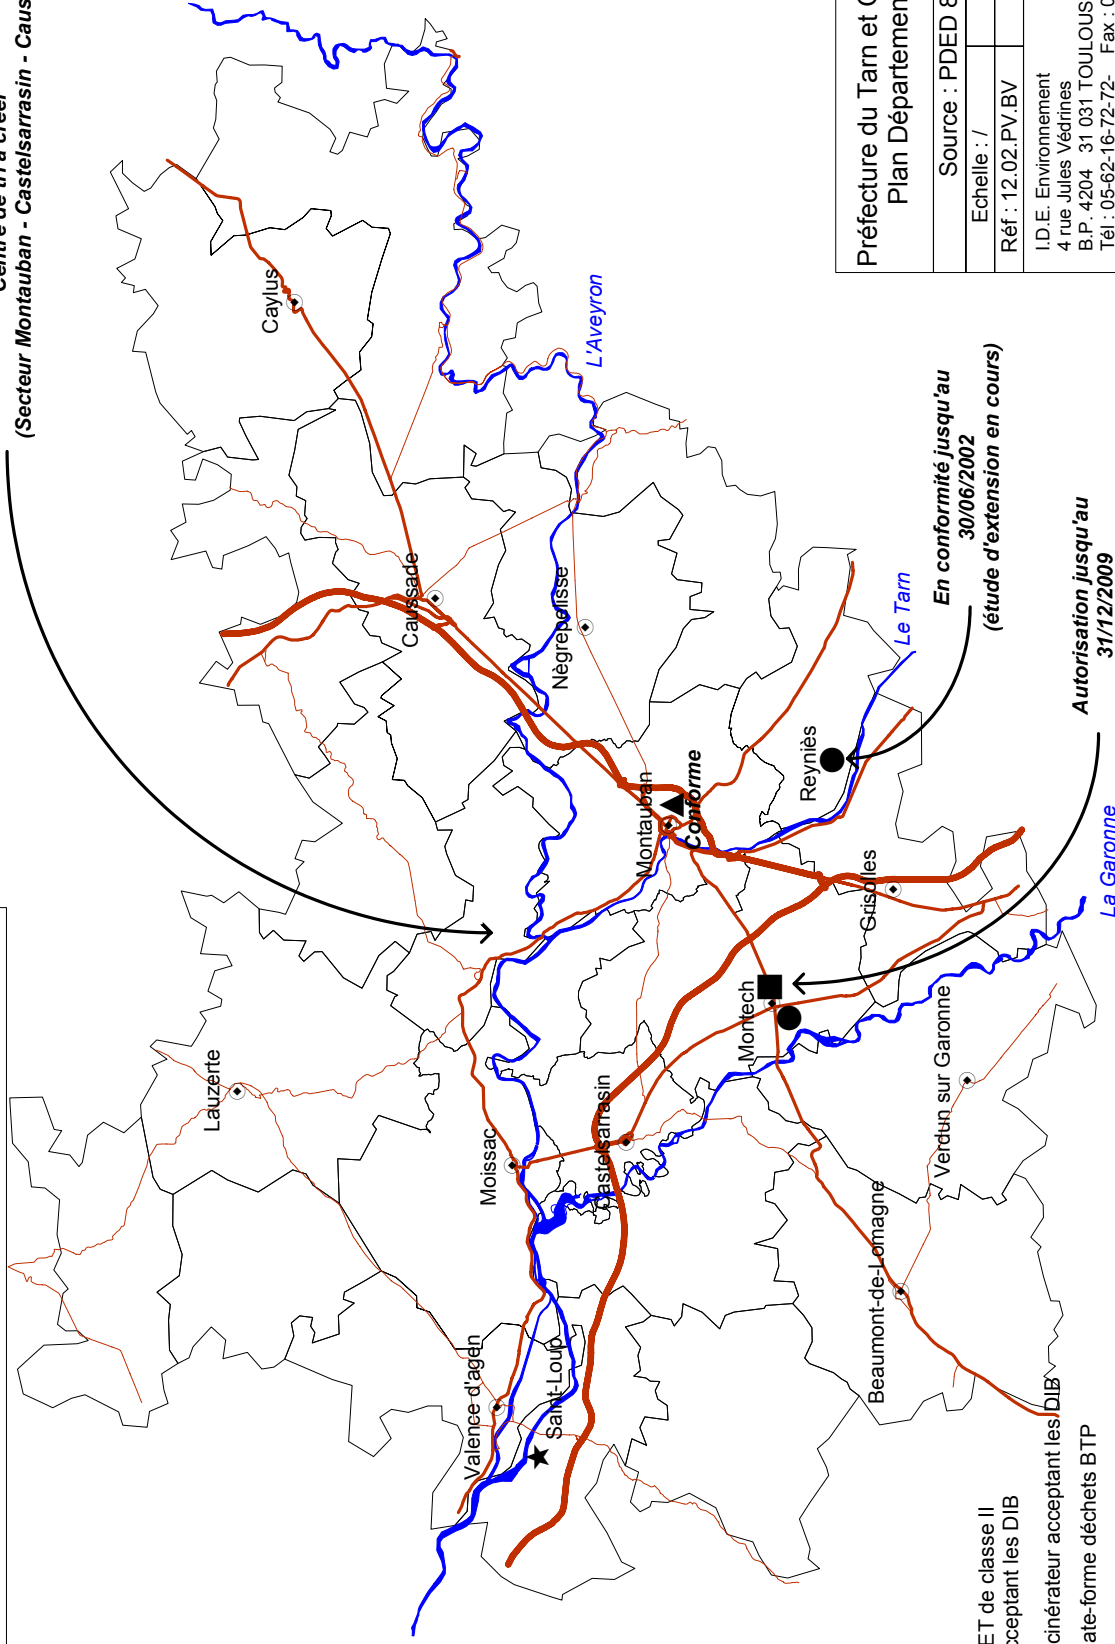 Centre de tri à créer
(Secteur Montauban - Castelsarrasin - Caus
Caylus
L'Aveyron
Caussade
Nègrepelisse
Lauzerte
Moissac
Montauban
Conforme
Valence d'agen
Saint-Loup
Castelsarrasin
Montech
Reyniès
Le Tarn
Grisolles
Verdun sur Garonne
Beaumont-de-Lomagne
La Garonne
En conformité jusqu'au
30/06/2002
(étude d'extension en cours)
Autorisation jusqu'au
31/12/2009
ET de classe II
cceptant les DIB
cinérateur acceptant les DIB
ate-forme déchets BTP
Préfecture du Tarn et
Plan Départemen
Source : PDED 8
Echelle : /
Réf : 12.02.PV.BV
I.D.E. Environnement
4 rue Jules Védrines
B.P. 4204 31 031 TOULOUS
Tél : 05-62-16-72-72- Fax : 0